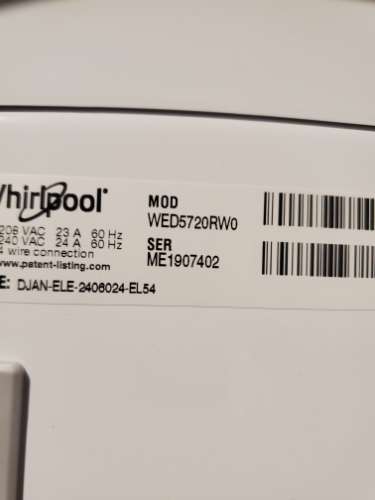 Whirlpool
MOD
WED5720RW0
208 VAC 23 A 60 Hz
240 VAC 24 A 60 Hz
4 wire connection
www.patent-listing.com
SER
ME1907402
E: DJAN-ELE-2406024-EL54